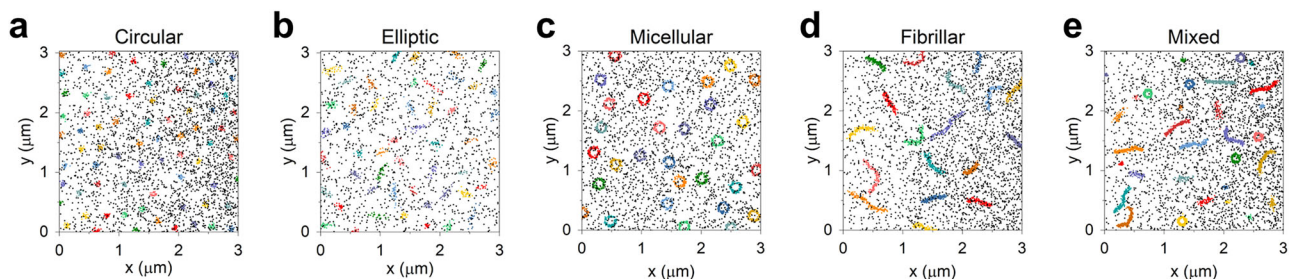 a Circular
3
2
1
0
y (μm)
0 1 2 3
x (μm)
b Elliptic
3
2
1
0
y (μm)
0 1 2 3
x (μm)
c Micellular
3
2
1
0
y (μm)
0 1 2 3
x (μm)
d Fibrillar
3
2
1
0
y (μm)
0 1 2 3
x (μm)
e Mixed
3
2
1
0
y (μm)
0 1 2 3
x (μm)